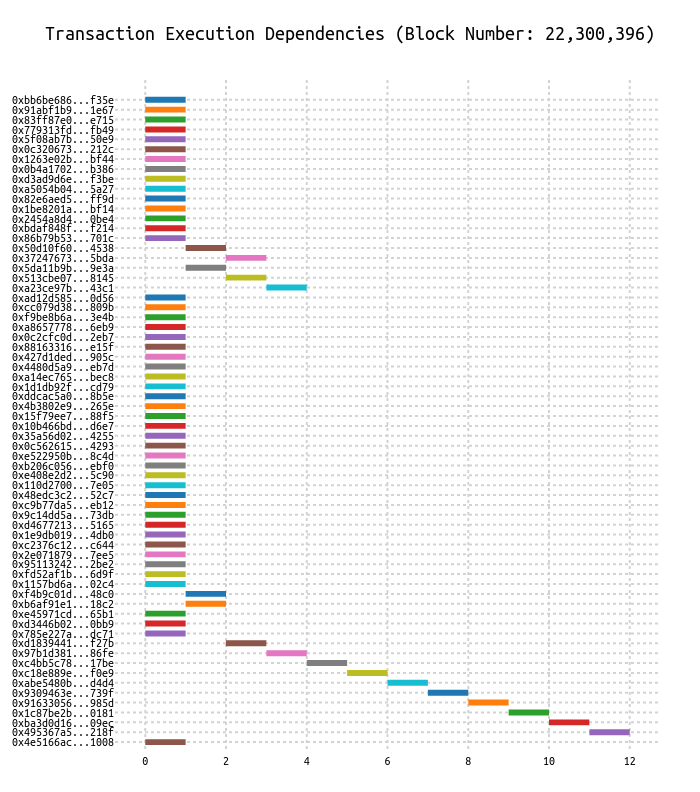 Transaction Execution Dependencies (Block Number: 22,300,396)
0xbb6be686...f35e
0x91abf1b9...1e67
0x83ff87e0...e715
0x779313fd...fb49
0x5f08ab7b...50e9
0x0c320673...212c
0x1263e02b...bf44
0x0b4a1702...b386
0xd3ad9d6e...f3be
0xa5054b04...5a27
0x82e6aed5...ff9d
0x1be8201a...bf14
0x2454a8d4...0be4
0xbdaf848f...f214
0x86b79b53...701c
0x50d10f60...4538
0x37247673...5bda
0x5da11b9b...9e3a
0x513cbe07...8145
0xa23ce97b...43c1
0xad12d585...0d56
0xcc079d38...809b
0xf9be8b6a...3e4b
0xa8657778...6eb9
0x0c2cfc0d...2eb7
0x88163316...e15f
0x427d1ded...905c
0x4480d5a9...eb7d
0xa14ec765...bec8
0x1d1db92f...cd79
0xddcac5a0...8b5e
0x4b3802e9...265e
0x15f79ee7...88f5
0x10b466bd...d6e7
0x35a56d02...4255
0x0c562615...4293
0xe522950b...8c4d
0xb206c056...ebf0
0xe408e2d2...5c90
0x110d2700...7e05
0x48edc3c2...52c7
0xc9b77da5...eb12
0x9c14dd5a...73db
0xd4677213...5165
0x1e9db019...4db0
0xc2376c12...c644
0x2e071879...7ee5
0x95113242...2be2
0xfd52af1b...6d9f
0x1157bd6a...02c4
0xf4b9c01d...48c0
0xb6af91e1...18c2
0xe45971cd...65b1
0xd3446b02...0bb9
0x785e227a...dc71
0xd1839441...f27b
0x97b1d381...86fe
0xc4bb5c78...17be
0xc18e889e...f0e9
0xabe5480b...d4d4
0x9309463e...739f
0x91633056...985d
0x1c87be2b...0181
0xba3d0d16...09ec
0x495367a5...218f
0x4e5166ac...1008
0 2 4 6 8 10 12